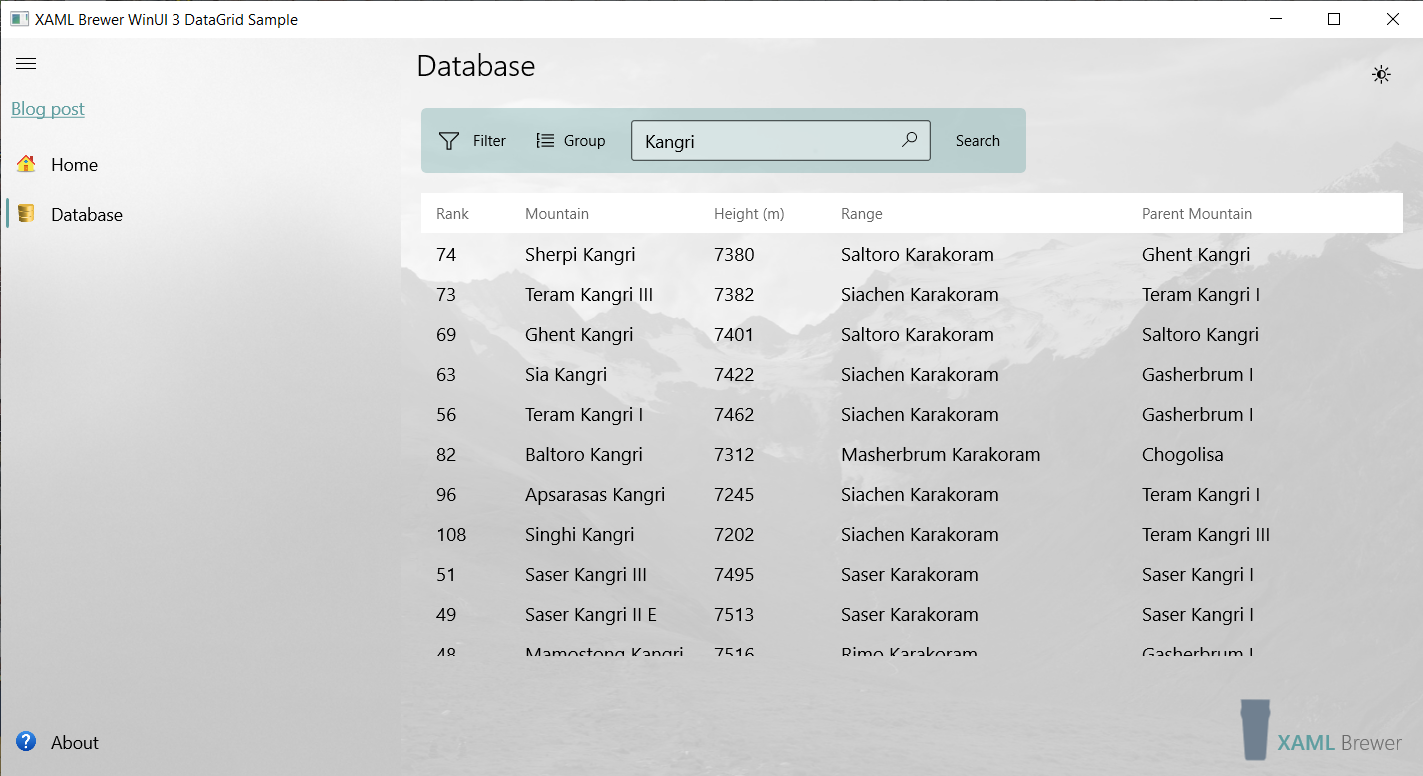 XAML Brewer WinUI 3 DataGrid Sample
Blog post
Home
Database
About
Database
Filter Group Kangri Search
Rank Mountain Height (m) Range Parent Mountain
74 Sherpi Kangri 7380 Saltoro Karakoram Ghent Kangri
73 Teram Kangri III 7382 Siachen Karakoram Teram Kangri I
69 Ghent Kangri 7401 Saltoro Karakoram Saltoro Kangri
63 Sia Kangri 7422 Siachen Karakoram Gasherbrum I
56 Teram Kangri I 7462 Siachen Karakoram Gasherbrum I
82 Baltoro Kangri 7312 Masherbrum Karakoram Chogolisa
96 Apsarasas Kangri 7245 Siachen Karakoram Teram Kangri I
108 Singhi Kangri 7202 Siachen Karakoram Teram Kangri III
51 Saser Kangri III 7495 Saser Karakoram Saser Kangri I
49 Saser Kangri II E 7513 Saser Karakoram Saser Kangri I
48 Mamostong Kangri 7516 Rimo Karakoram Gasherbrum I
XAML Brewer